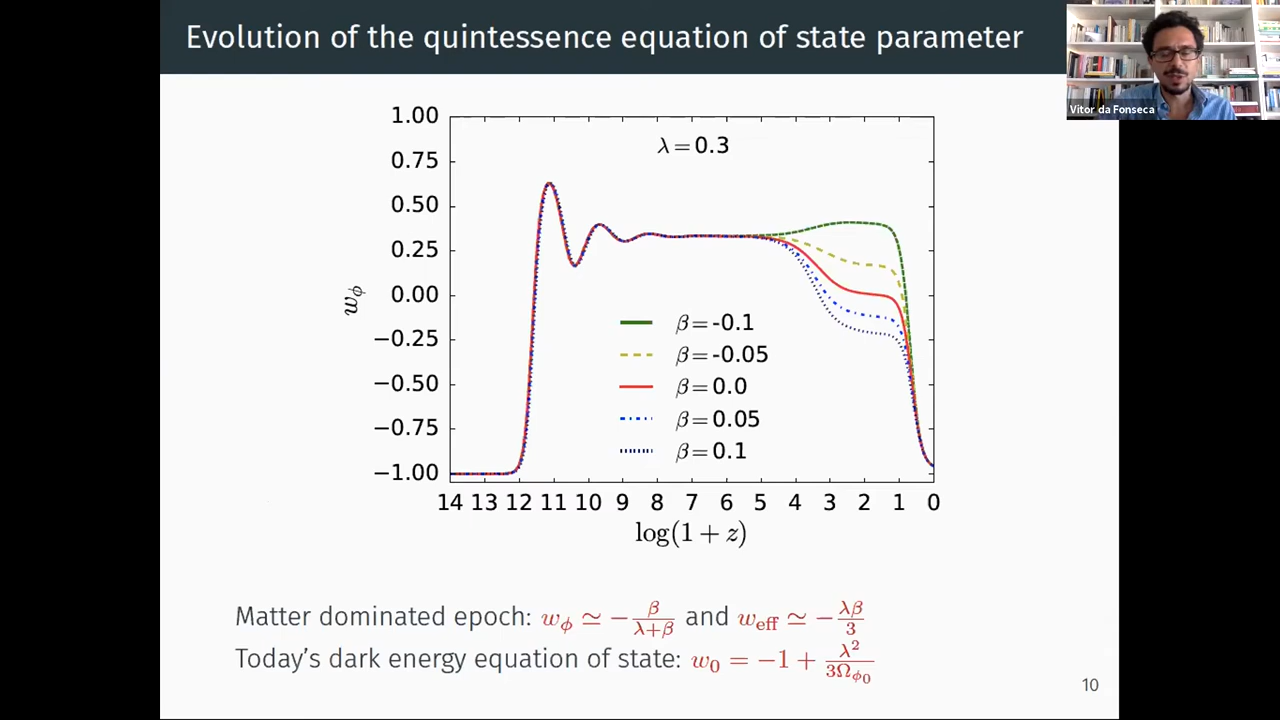 Evolution of the quintessence equation of state parameter
Vitor da Fonseca
λ = 0.3
1.00
0.75
0.50
0.25
0.00
−0.25
−0.50
−0.75
−1.00
w_ϕ
β = -0.1
β = -0.05
β = 0.0
β = 0.05
β = 0.1
14 13 12 11 10 9 8 7 6 5 4 3 2 1 0
log(1 + z)
Matter dominated epoch: w_ϕ ≃ −β/(λ+β) and w_eff ≃ −λβ/3
Today's dark energy equation of state: w_0 = −1 + λ²/(3Ω_ϕ₀)
10